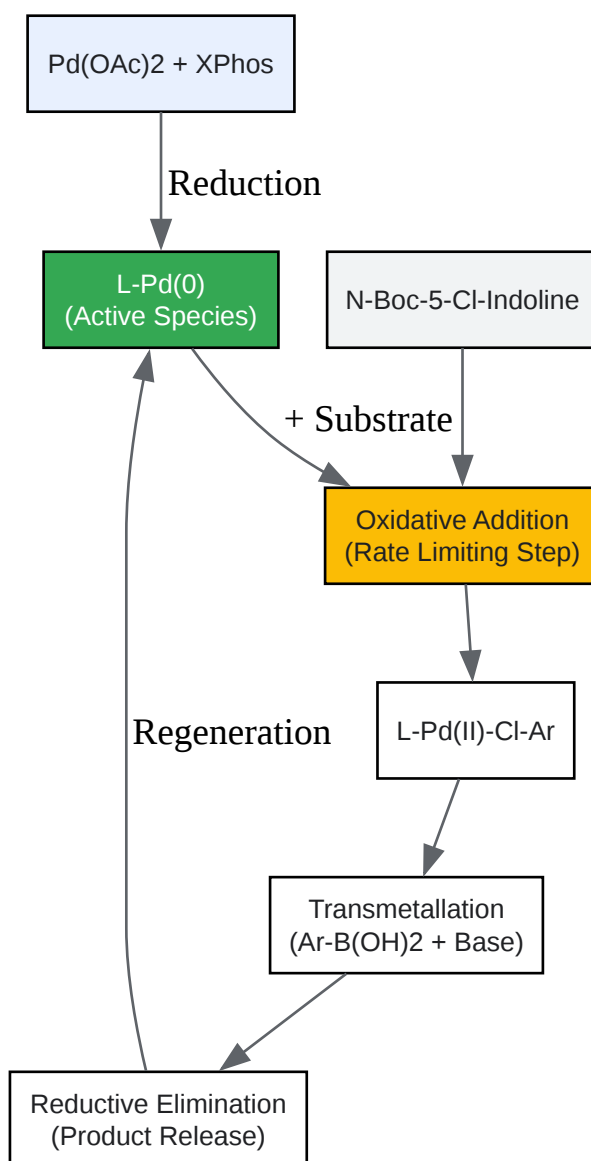 Pd(OAc)2 + XPhos
Reduction
L-Pd(0)
(Active Species)
N-Boc-5-Cl-Indoline
+ Substrate
Oxidative Addition
(Rate Limiting Step)
L-Pd(II)-Cl-Ar
Regeneration
Transmetallation
(Ar-B(OH)2 + Base)
Reductive Elimination
(Product Release)